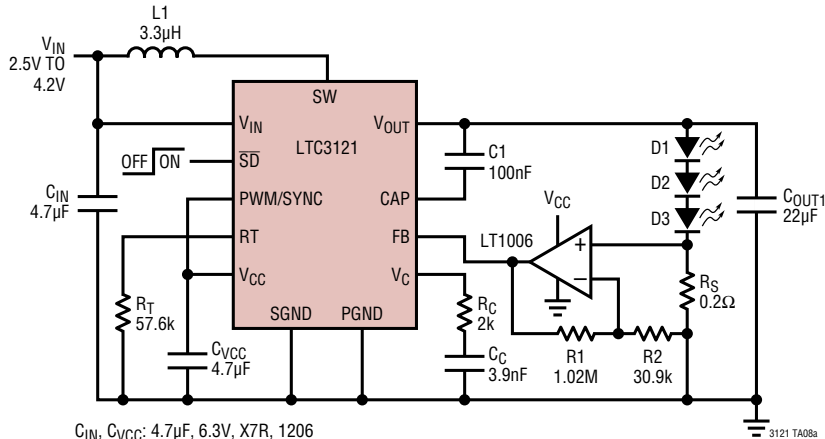 L1
3.3µH
VIN
2.5V TO
4.2V
SW
VIN
VOUT
LTC3121
OFF ON
SD
C1
100nF
D1
D2
D3
COUT1
22µF
CIN
4.7µF
PWM/SYNC
CAP
VCC
LT1006
+
–
RT
FB
VCC
VC
RS
0.2Ω
RT
57.6k
RC
2k
SGND
PGND
R1
1.02M
R2
30.9k
CVCC
4.7µF
CC
3.9nF
CIN, CVCC: 4.7µF, 6.3V, X7R, 1206
3121 TA08a